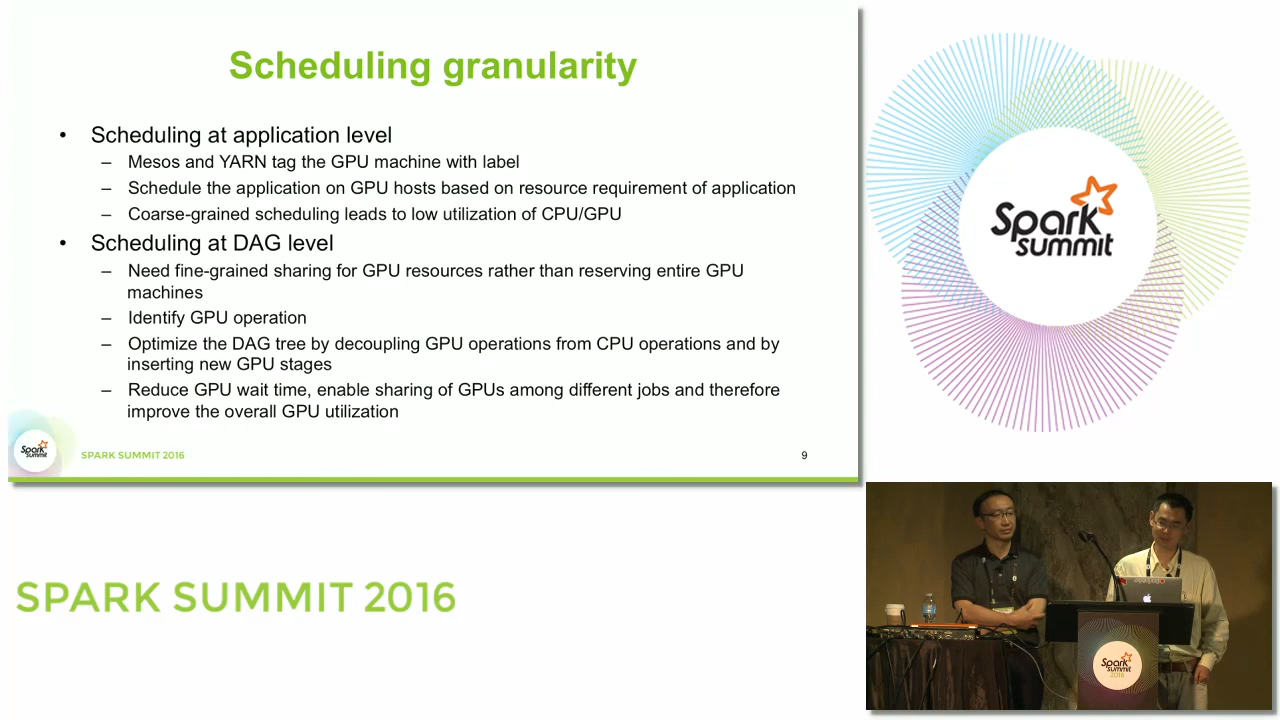 Scheduling granularity
• Scheduling at application level
– Mesos and YARN tag the GPU machine with label
– Schedule the application on GPU hosts based on resource requirement of application
– Coarse-grained scheduling leads to low utilization of CPU/GPU
• Scheduling at DAG level
– Need fine-grained sharing for GPU resources rather than reserving entire GPU
machines
– Identify GPU operation
– Optimize the DAG tree by decoupling GPU operations from CPU operations and by
inserting new GPU stages
– Reduce GPU wait time, enable sharing of GPUs among different jobs and therefore
improve the overall GPU utilization
Spark
summit
SPARK SUMMIT 2016
9
Spark
summit
SPARK SUMMIT 2016
Spark
summit
2016